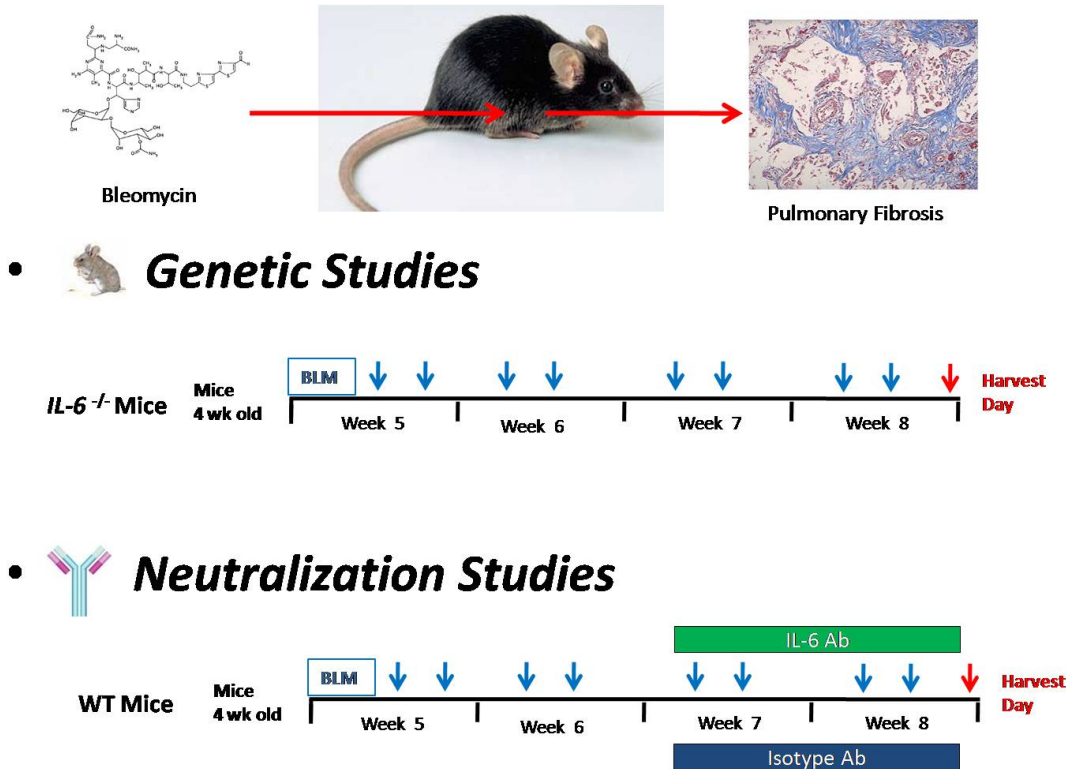 Bleomycin
Pulmonary Fibrosis
• Genetic Studies
IL-6 -/- Mice
Mice
4 wk old
BLM
Week 5
Week 6
Week 7
Week 8
Harvest
Day
• Neutralization Studies
IL-6 Ab
WT Mice
Mice
4 wk old
BLM
Week 5
Week 6
Week 7
Week 8
Harvest
Day
Isotype Ab